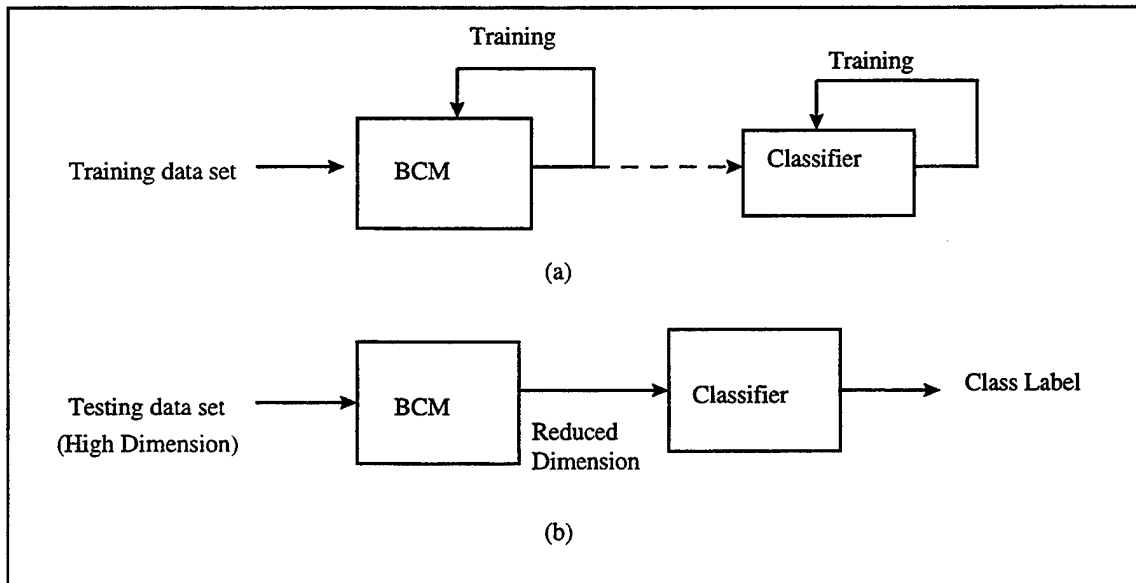 Training
Training
Training data set
BCM
Classifier
(a)
Testing data set
(High Dimension)
BCM
Reduced
Dimension
Classifier
Class Label
(b)